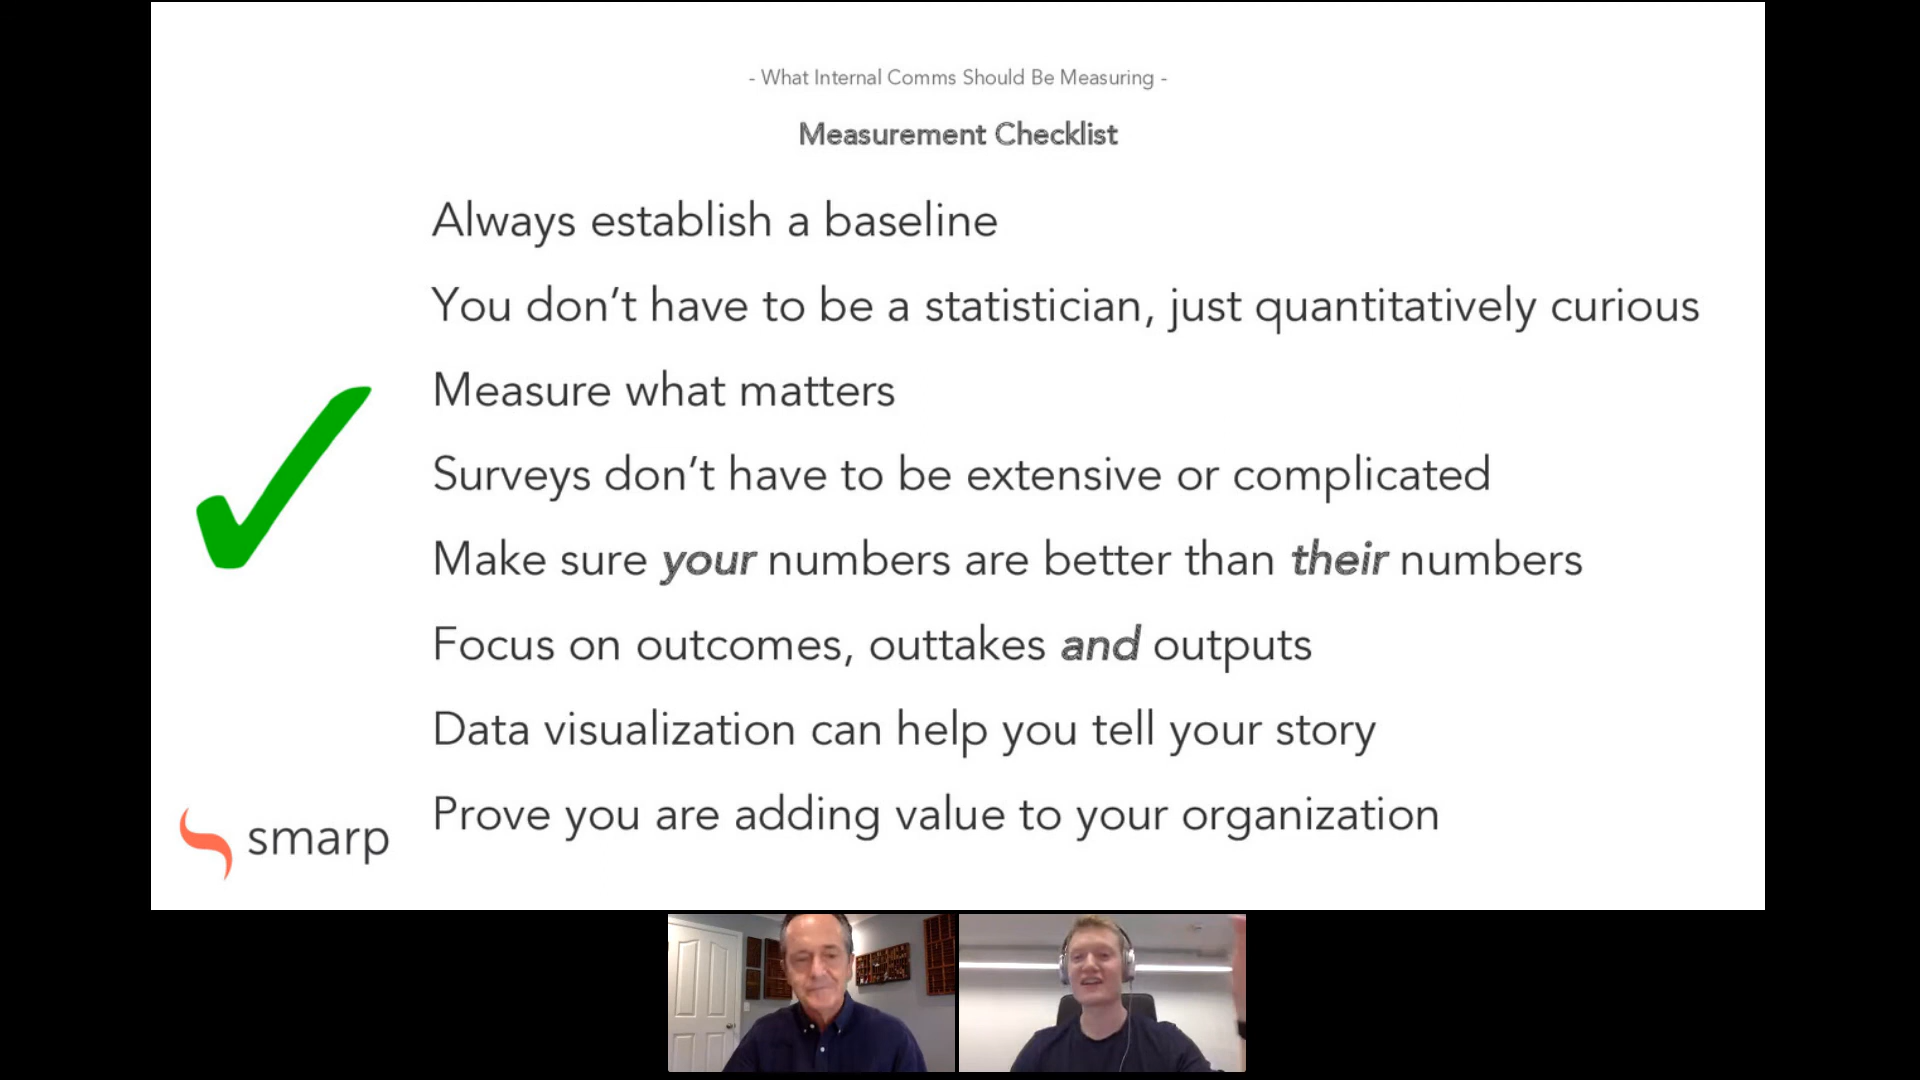 - What Internal Comms Should Be Measuring -
Measurement Checklist
Always establish a baseline
You don’t have to be a statistician, just quantitatively curious
Measure what matters
Surveys don’t have to be extensive or complicated
Make sure your numbers are better than their numbers
Focus on outcomes, outtakes and outputs
Data visualization can help you tell your story
Prove you are adding value to your organization
smarp